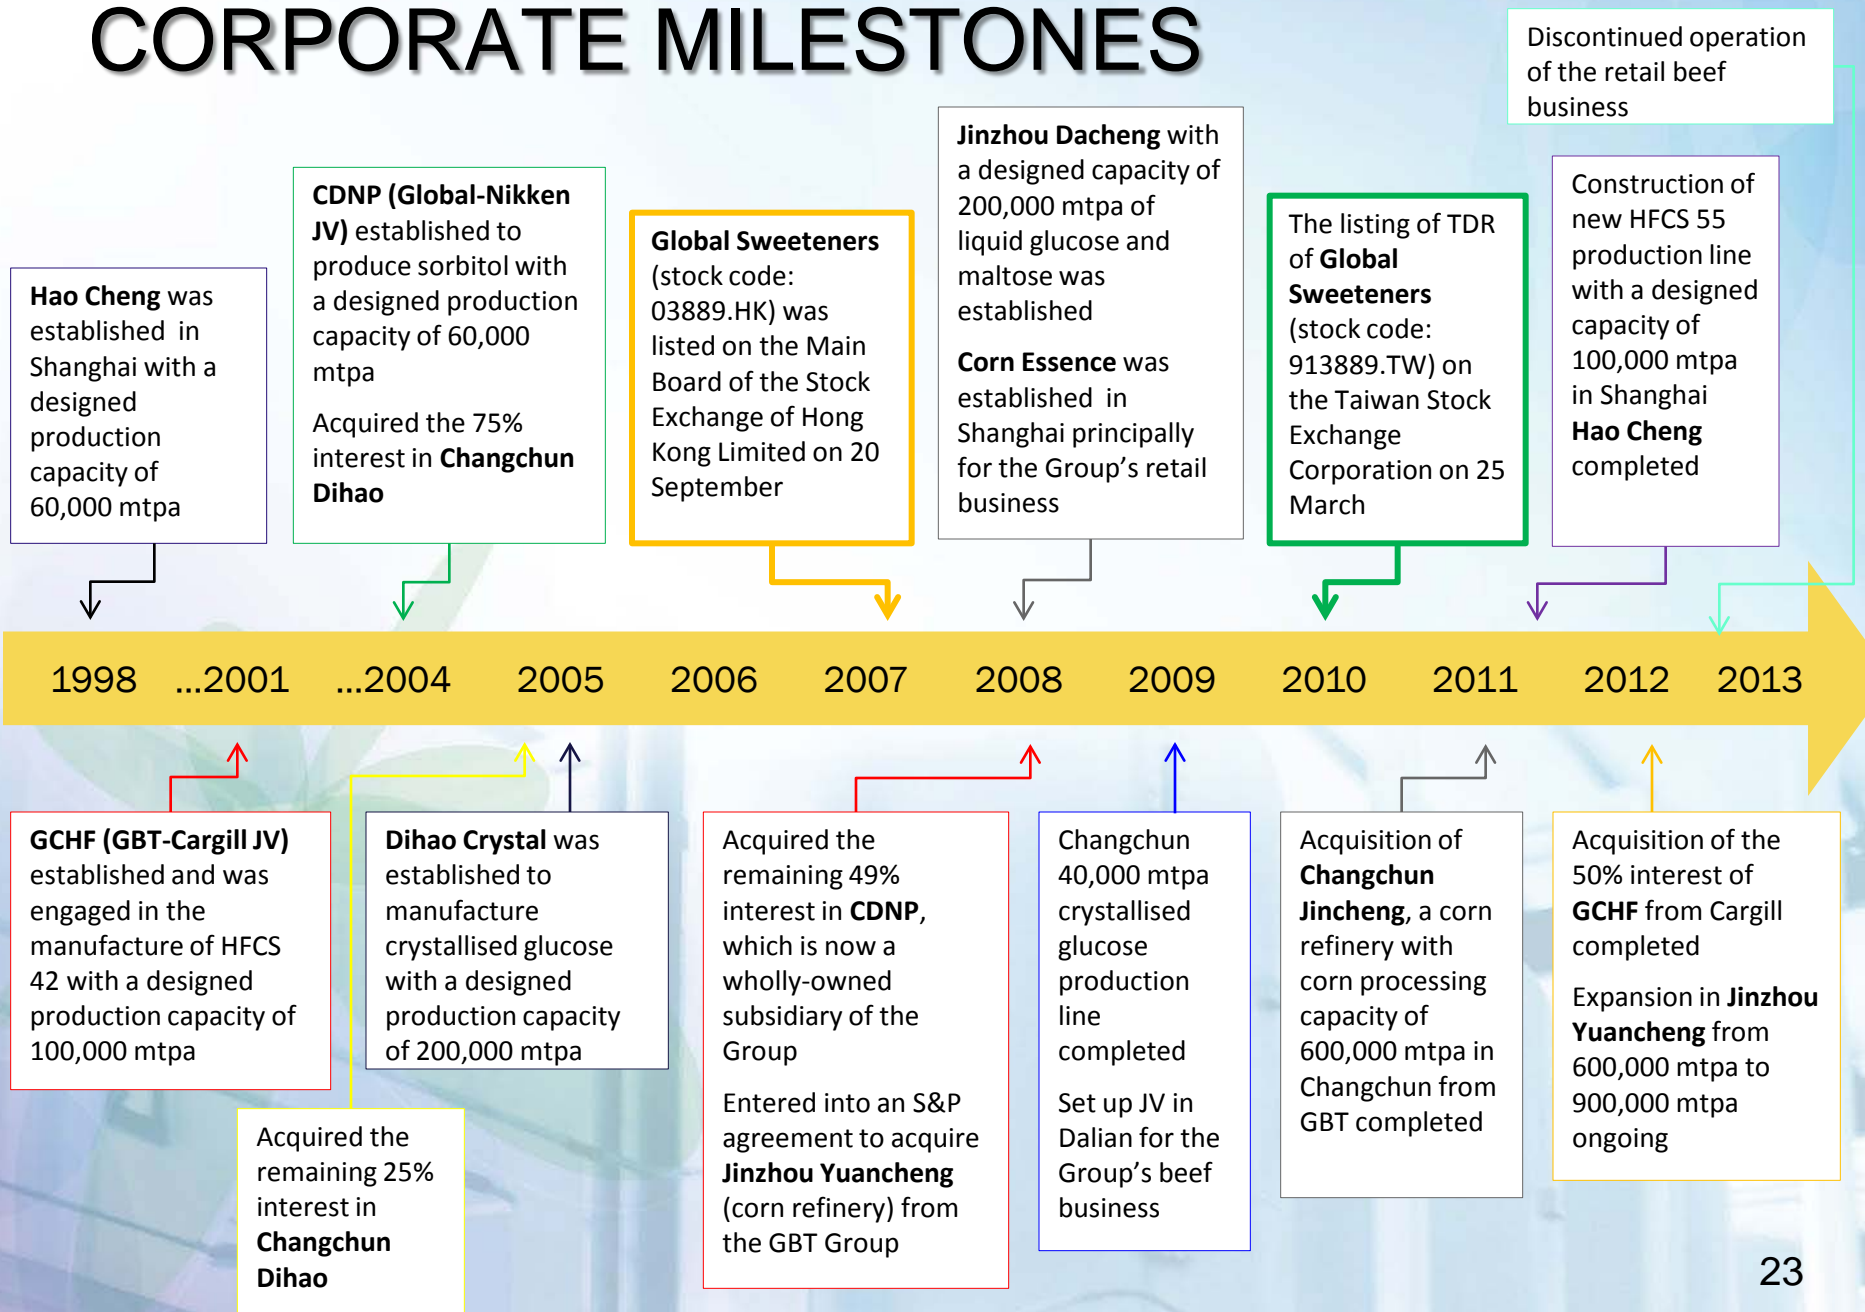 CORPORATE MILESTONES
Discontinued operation
of the retail beef
business
Hao Cheng was
established in
Shanghai with a
designed
production
capacity of
60,000 mtpa
CDNP (Global-Nikken
JV) established to
produce sorbitol with
a designed production
capacity of 60,000
mtpa
Acquired the 75%
interest in Changchun
Dihao
Global Sweeteners
(stock code:
03889.HK) was
listed on the Main
Board of the Stock
Exchange of Hong
Kong Limited on 20
September
Jinzhou Dacheng with
a designed capacity of
200,000 mtpa of
liquid glucose and
maltose was
established
Corn Essence was
established in
Shanghai principally
for the Group’s retail
business
The listing of TDR
of Global
Sweeteners
(stock code:
913889.TW) on
the Taiwan Stock
Exchange
Corporation on 25
March
Construction of
new HFCS 55
production line
with a designed
capacity of
100,000 mtpa
in Shanghai
Hao Cheng
completed
1998 ...2001 ...2004 2005 2006 2007 2008 2009 2010 2011 2012 2013
GCHF (GBT-Cargill JV)
established and was
engaged in the
manufacture of HFCS
42 with a designed
production capacity of
100,000 mtpa
Acquired the
remaining 25%
interest in
Changchun
Dihao
Dihao Crystal was
established to
manufacture
crystallised glucose
with a designed
production capacity
of 200,000 mtpa
Acquired the
remaining 49%
interest in CDNP,
which is now a
wholly-owned
subsidiary of the
Group
Entered into an S&P
agreement to acquire
Jinzhou Yuancheng
(corn refinery) from
the GBT Group
Changchun
40,000 mtpa
crystallised
glucose
production
line
completed
Set up JV in
Dalian for the
Group’s beef
business
Acquisition of
Changchun
Jincheng, a corn
refinery with
corn processing
capacity of
600,000 mtpa in
Changchun from
GBT completed
Acquisition of the
50% interest of
GCHF from Cargill
completed
Expansion in Jinzhou
Yuancheng from
600,000 mtpa to
900,000 mtpa
ongoing
23